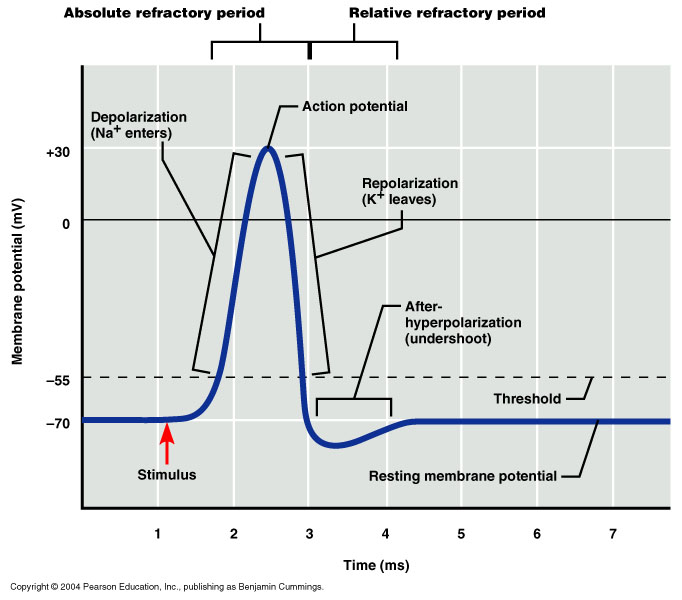 Absolute refractory period
Relative refractory period
Depolarization
(Na+ enters)
Action potential
+30
Repolarization
(K+ leaves)
Membrane potential (mV)
0
After-
hyperpolarization
(undershoot)
–55
Threshold
–70
Stimulus
Resting membrane potential
1 2 3 4 5 6 7
Time (ms)
Copyright © 2004 Pearson Education, Inc., publishing as Benjamin Cummings.